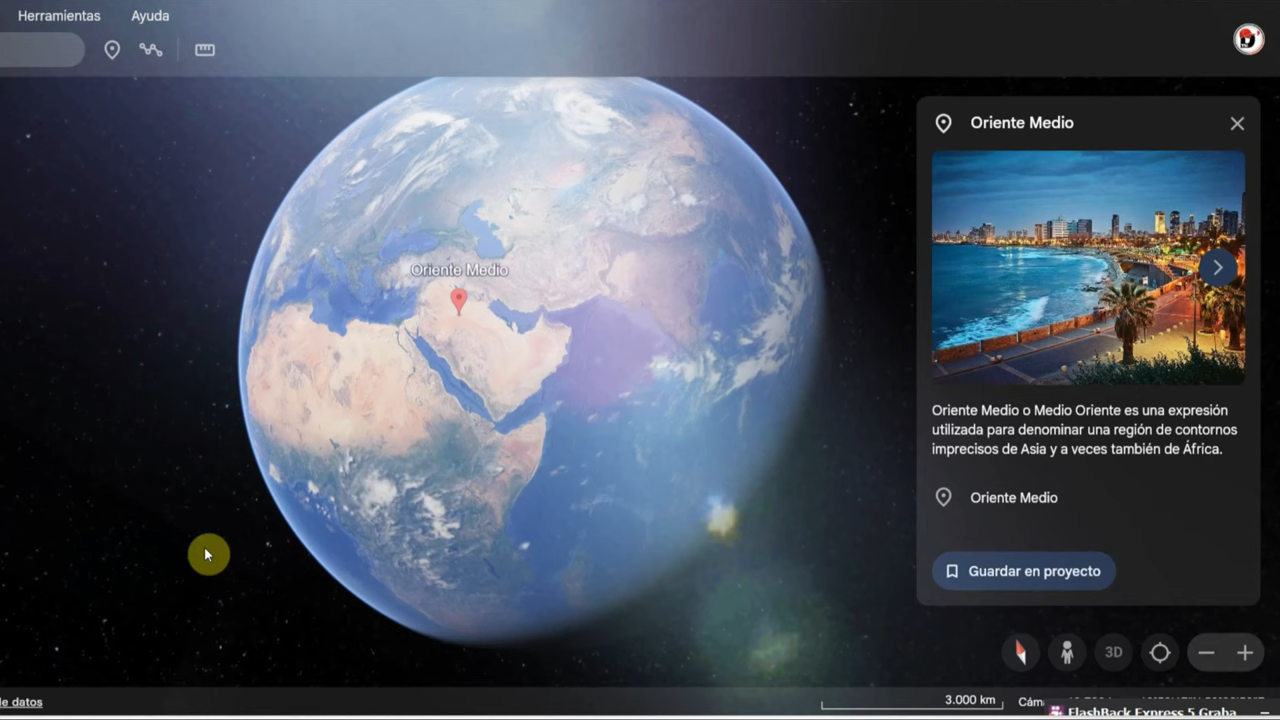 Herramientas Ayuda
Oriente Medio
Oriente Medio
Oriente Medio o Medio Oriente es una expresión
utilizada para denominar una región de contornos
imprecisos de Asia y a veces también de África.
Oriente Medio
Guardar en proyecto
3D
de datos
3.000 km
FlashBack Express 5 Graba